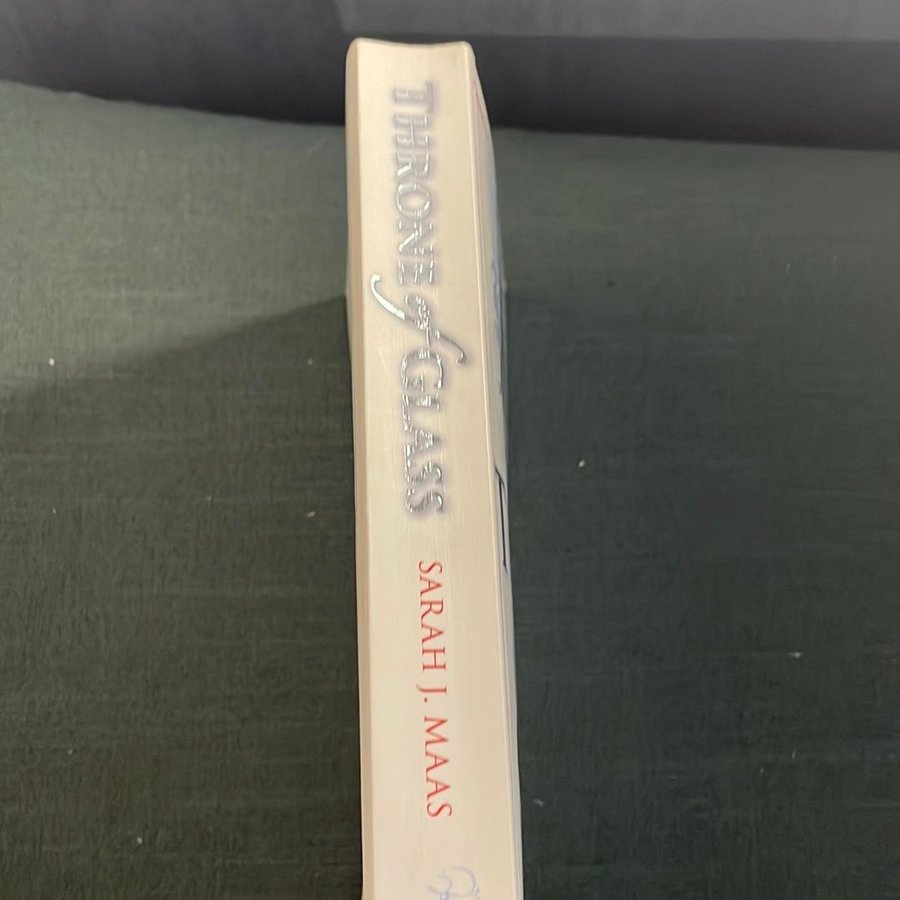 THRONE of GLASS
SARAH J. MAAS